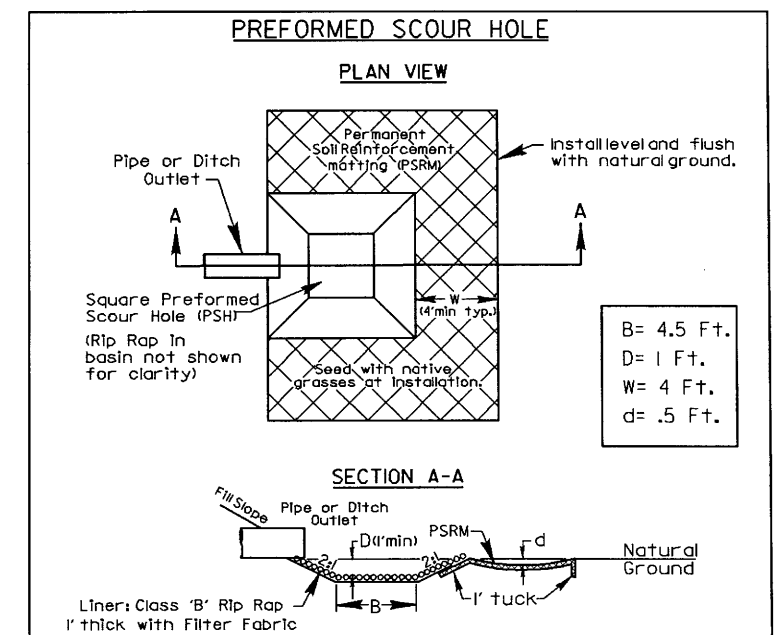 PREFORMED SCOUR HOLE
PLAN VIEW
Permanent
Soil Reinforcement
matting (PSRM)
Install level and flush
with natural ground.
Pipe or Ditch
Outlet
A
A
Square Preformed
Scour Hole (PSH)
(Rip Rap in
basin not shown
for clarity)
W
(4'min typ.)
Seed with native
grasses at installation.
B= 4.5 Ft.
D= 1 Ft.
W= 4 Ft.
d= .5 Ft.
SECTION A-A
Fill Slope
Pipe or Ditch
Outlet
D(1'min)
PSRM
d
2:1
2:1
Natural
Ground
B
1' tuck
Liner: Class 'B' Rip Rap
1' thick with Filter Fabric